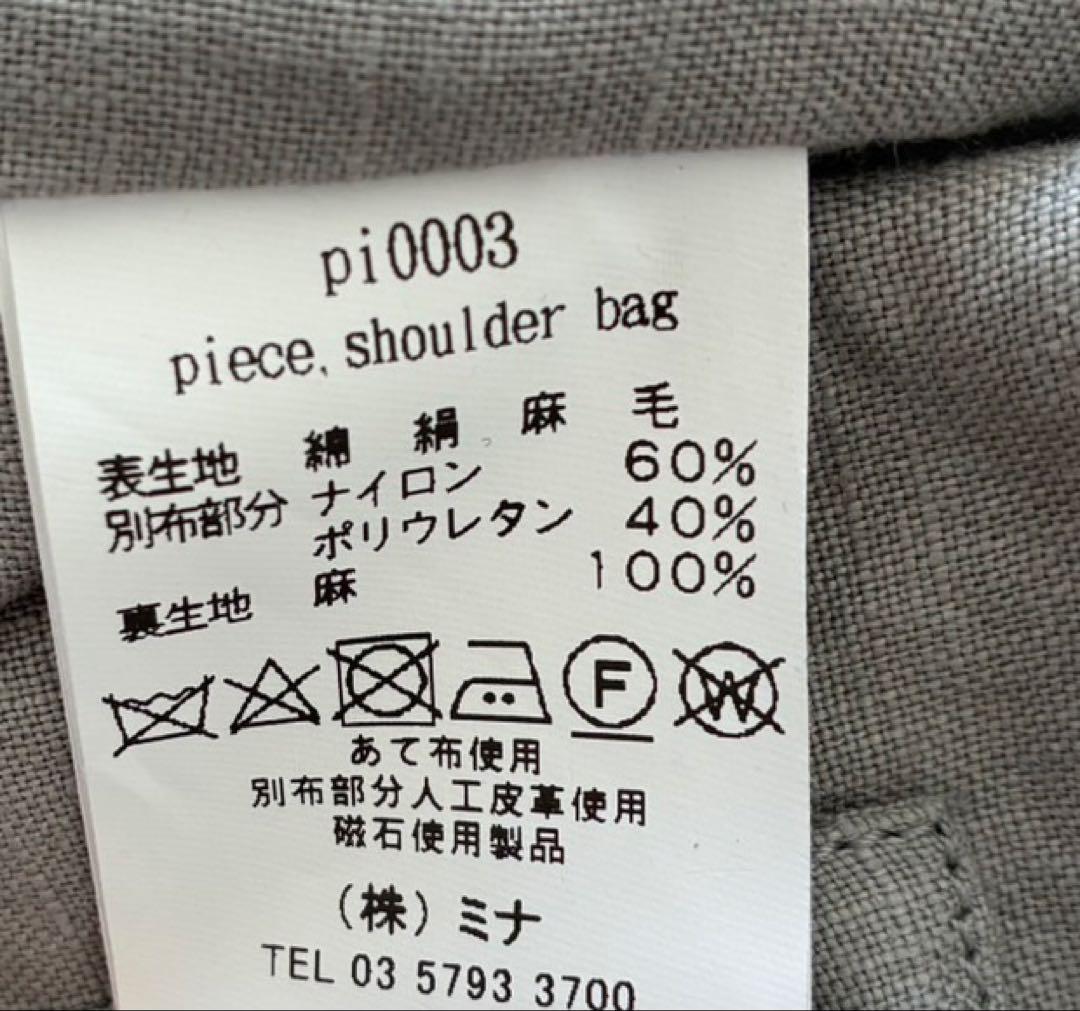 pi0003
piece, shoulder bag
表生地 綿 絹 麻 毛
別布部分 ナイロン 60%
ポリウレタン 40%
裏生地 麻 100%
F W
あて布使用
別布部分人工皮革使用
磁石使用製品
(株)ミナ
TEL 03 5793 3700